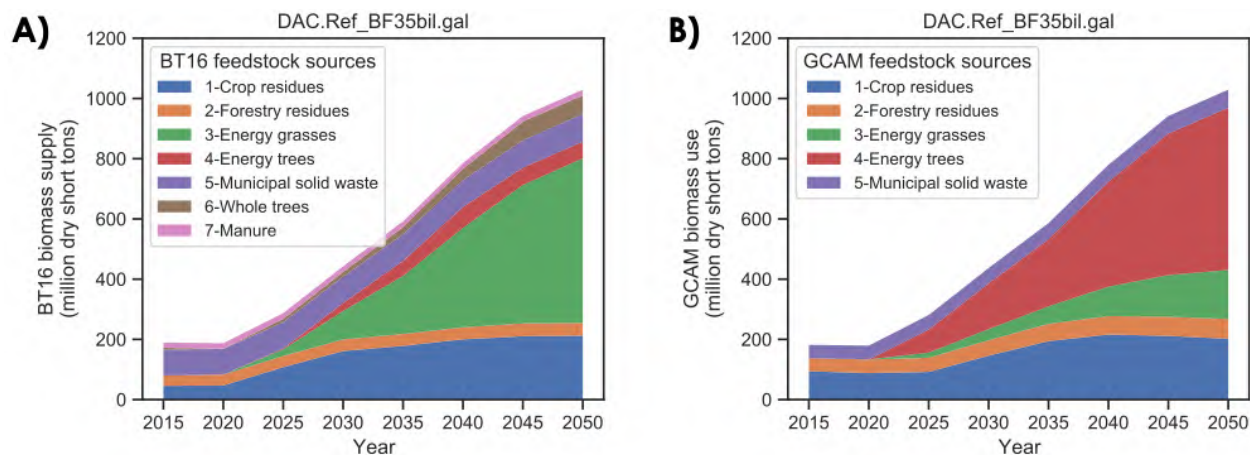 A)
DAC.Ref_BF35bil.gal
BT16 biomass supply
(million dry short tons)
1200
1000
800
600
400
200
0
BT16 feedstock sources
1-Crop residues
2-Forestry residues
3-Energy grasses
4-Energy trees
5-Municipal solid waste
6-Whole trees
7-Manure
2015 2020 2025 2030 2035 2040 2045 2050
Year
B)
DAC.Ref_BF35bil.gal
GCAM biomass use
(million dry short tons)
1200
1000
800
600
400
200
0
GCAM feedstock sources
1-Crop residues
2-Forestry residues
3-Energy grasses
4-Energy trees
5-Municipal solid waste
2015 2020 2025 2030 2035 2040 2045 2050
Year